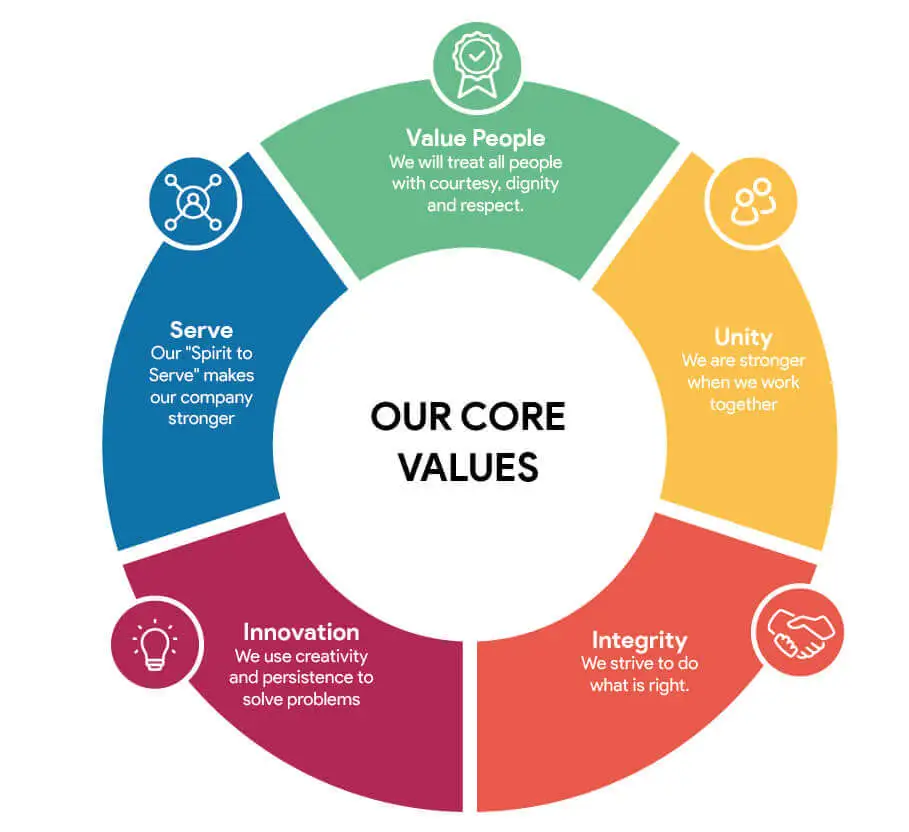 Value People
We will treat all people
with courtesy, dignity
and respect.
Unity
We are stronger
when we work
together
Integrity
We strive to do
what is right.
Innovation
We use creativity
and persistence to
solve problems
Serve
Our "Spirit to
Serve" makes
our company
stronger
OUR CORE
VALUES